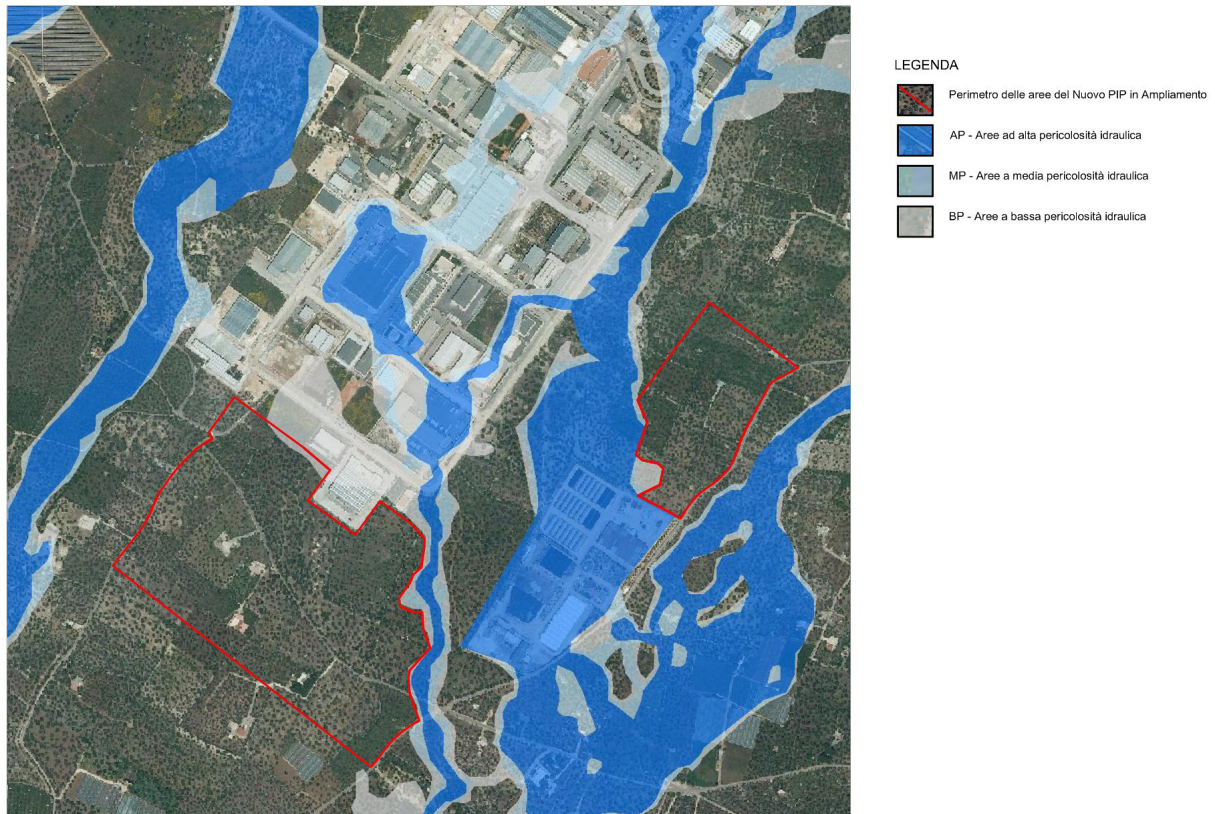 LEGENDA
Perimetro delle aree del Nuovo PIP in Ampliamento
AP - Aree ad alta pericolosità idraulica
MP - Aree a media pericolosità idraulica
BP - Aree a bassa pericolosità idraulica